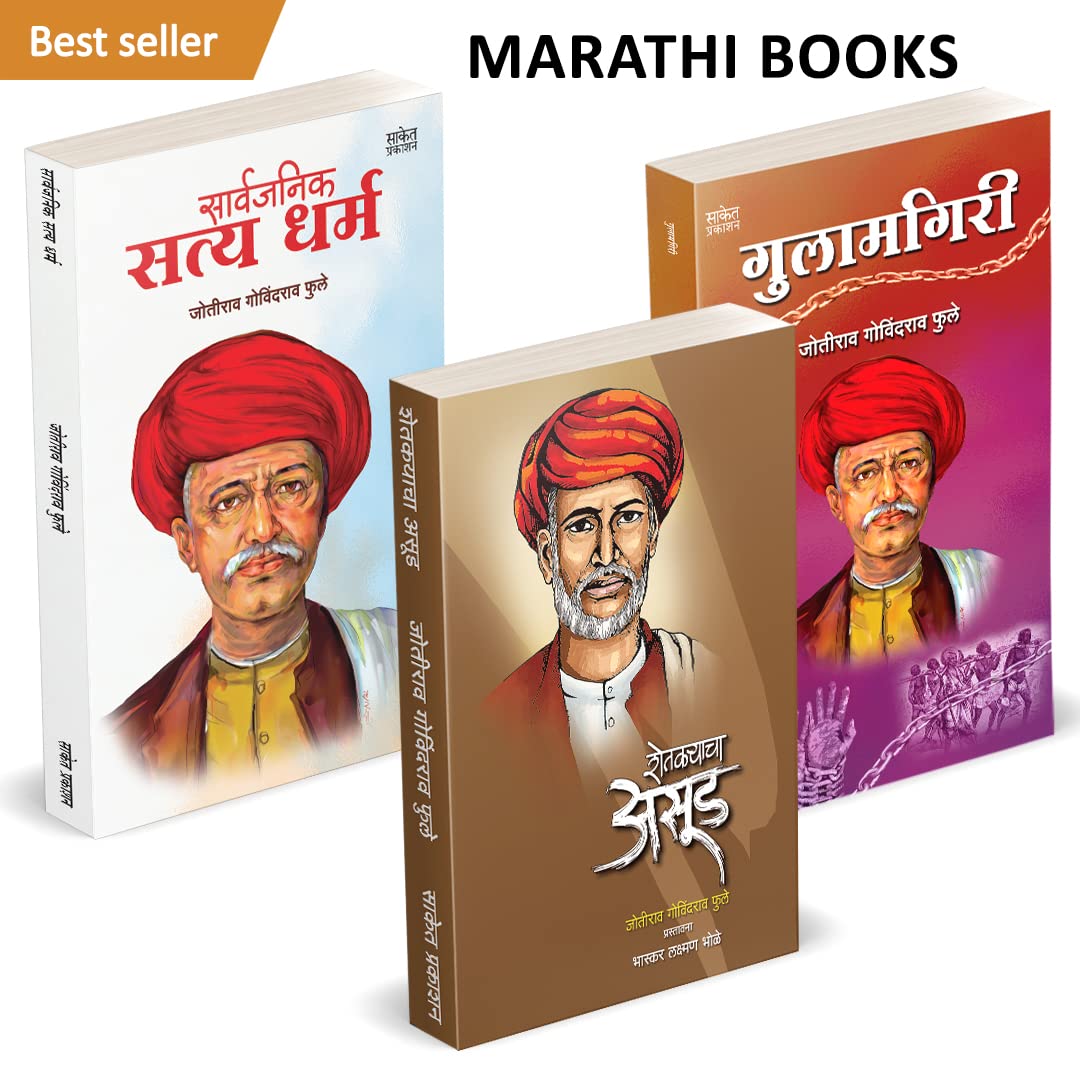 Best seller
MARATHI BOOKS
साकेत
प्रकाशन
सार्वजनिक
सत्य धर्म
जोतीराव गोविंदराव फुले
सार्वजनिक सत्य धर्म
जोतीराव गोविंदराव फुले
साकेत प्रकाशन
साकेत
प्रकाशन
गुलामगिरी
जोतीराव गोविंदराव फुले
गुलामगिरी
शेतकऱ्याचा असूड
जोतीराव गोविंदराव फुले
साकेत प्रकाशन
शेतकऱ्याचा
असूड
जोतीराव गोविंदराव फुले
प्रस्तावना
भास्कर लक्ष्मण भोळे